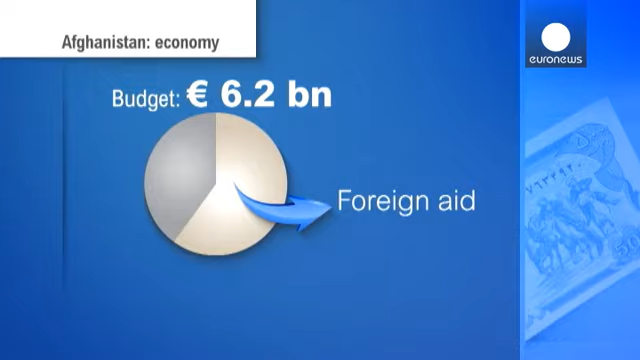 Afghanistan: economy
euronews
Budget: € 6.2 bn
Foreign aid